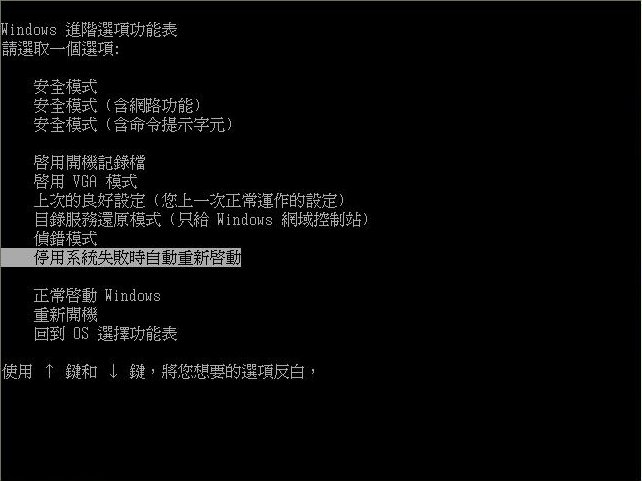 Windows 進階選項功能表
請選取一個選項:
安全模式
安全模式 (含網路功能)
安全模式 (含命令提示字元)
啓用開機記錄檔
啓用 VGA 模式
上次的良好設定 (您上一次正常運作的設定)
目錄服務還原模式 (只給 Windows 網域控制站)
偵錯模式
停用系統失敗時自動重新啓動
正常啓動 Windows
重新開機
回到 OS 選擇功能表
使用 ↑ 鍵和 ↓ 鍵，將您想要的選項反白，